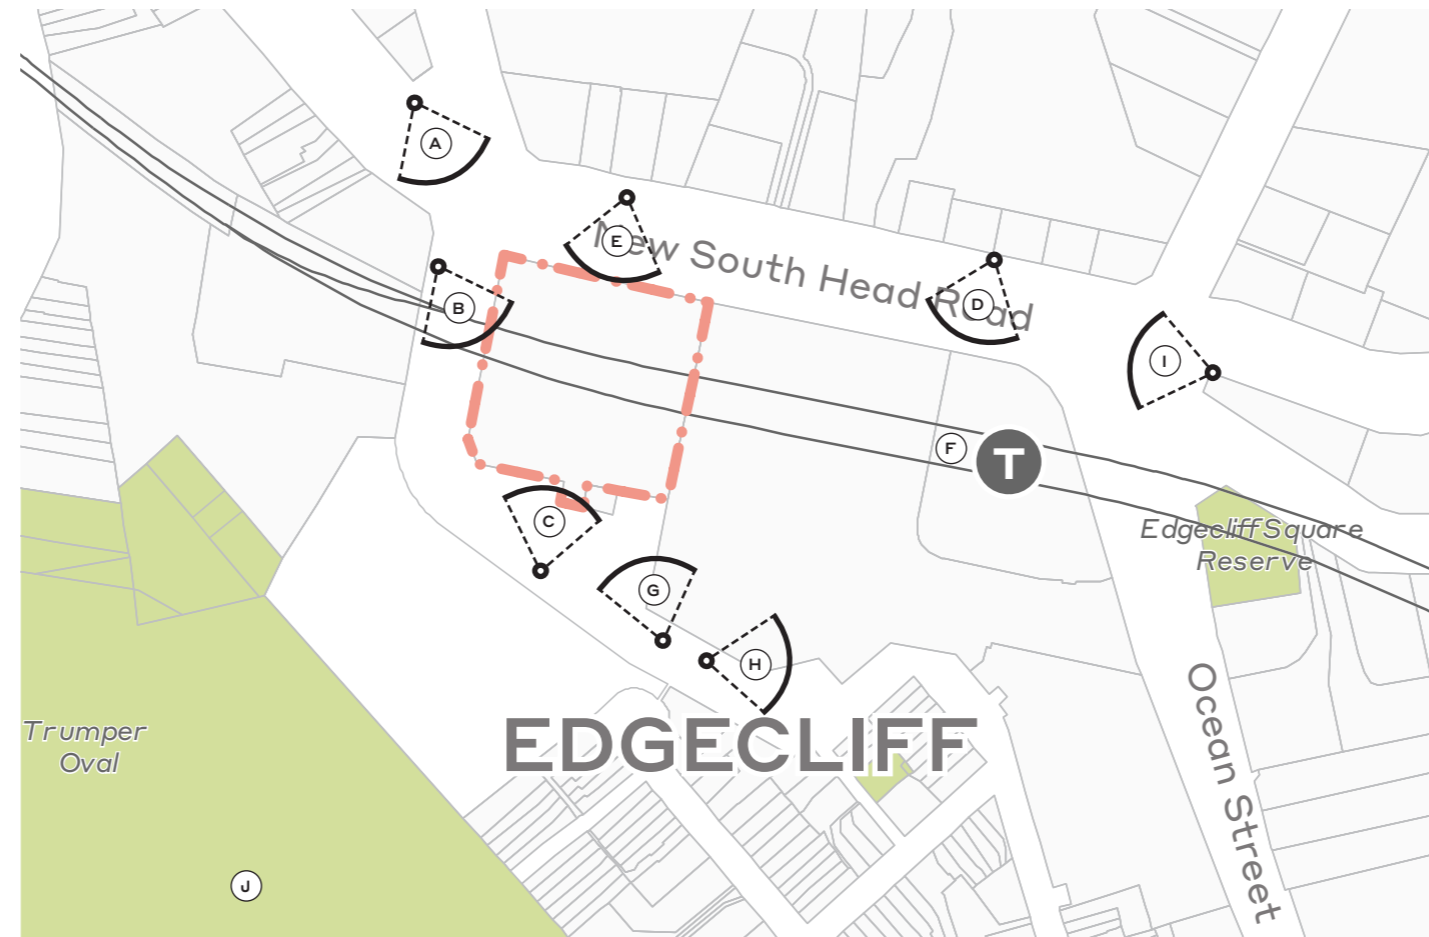 A
E
New South Head Road
B
D
I
F
T
C
Edgecliff Square
Reserve
G
H
Trumper
Oval
EDGECLIFF
Ocean Street
J